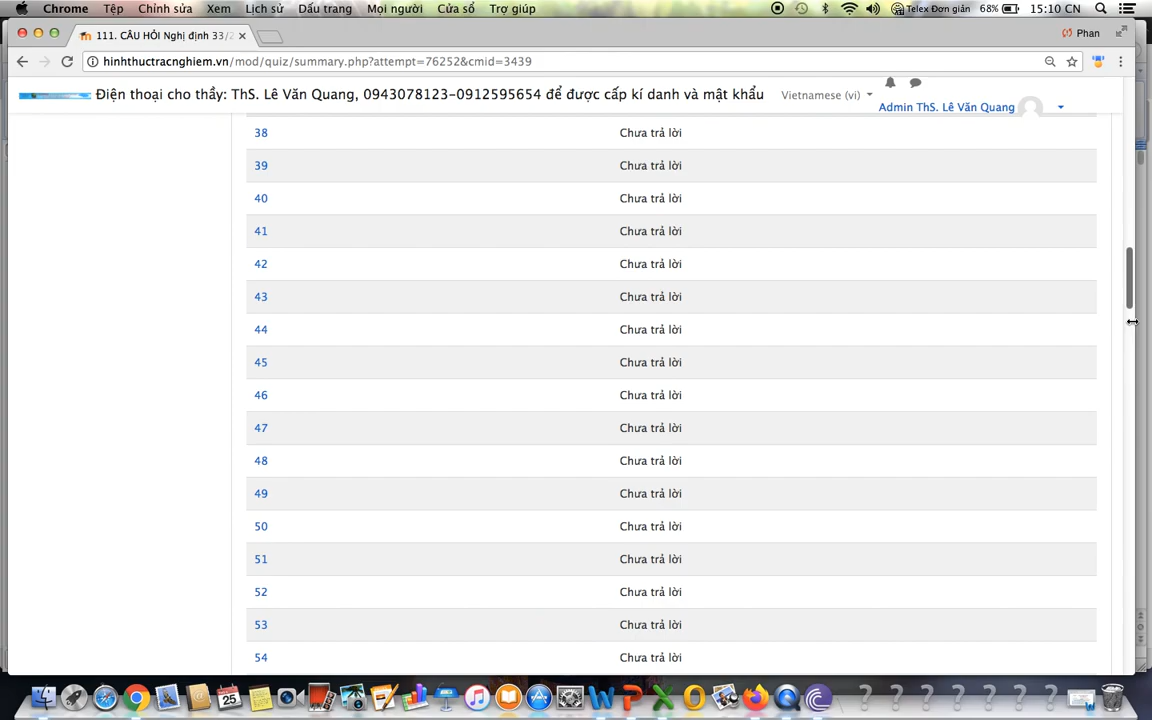 Chrome Tệp Chỉnh sửa Xem Lịch sử Dấu trang Mọi người Cửa sổ Trợ giúp Telex Đơn giản 68% 15:10 CN
111. CÂU HỎI Nghị định 33/2 Phan
hinhthuctracnghiem.vn/mod/quiz/summary.php?attempt=76252&cmid=3439
Điện thoại cho thầy: ThS. Lê Văn Quang, 0943078123-0912595654 để được cấp kí danh và mật khẩu Vietnamese (vi)
Admin ThS. Lê Văn Quang
38 Chưa trả lời
39 Chưa trả lời
40 Chưa trả lời
41 Chưa trả lời
42 Chưa trả lời
43 Chưa trả lời
44 Chưa trả lời
45 Chưa trả lời
46 Chưa trả lời
47 Chưa trả lời
48 Chưa trả lời
49 Chưa trả lời
50 Chưa trả lời
51 Chưa trả lời
52 Chưa trả lời
53 Chưa trả lời
54 Chưa trả lời
25